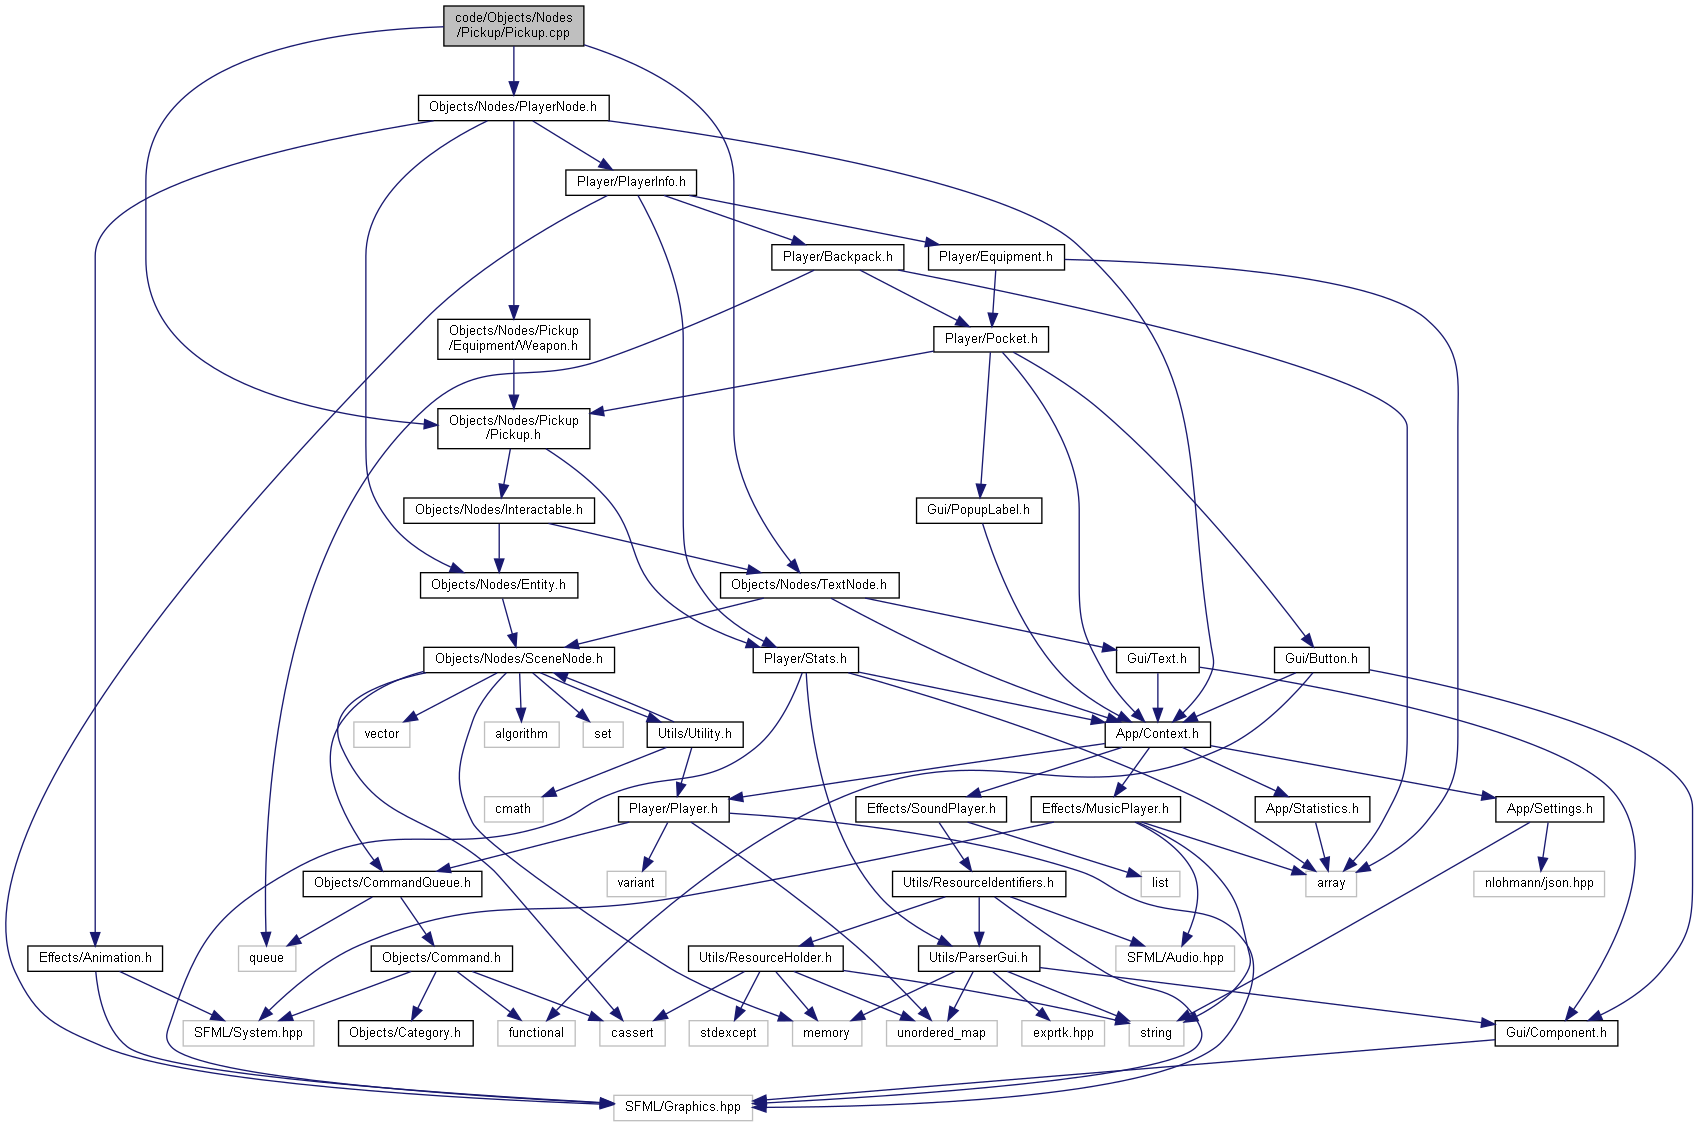 code/Objects/Nodes
/Pickup/Pickup.cpp
Objects/Nodes/PlayerNode.h
Player/PlayerInfo.h
Player/Backpack.h
Player/Equipment.h
Objects/Nodes/Pickup
/Equipment/Weapon.h
Player/Pocket.h
Objects/Nodes/Pickup
/Pickup.h
Objects/Nodes/Interactable.h
Gui/PopupLabel.h
Objects/Nodes/Entity.h
Objects/Nodes/TextNode.h
Objects/Nodes/SceneNode.h
Player/Stats.h
Gui/Text.h
Gui/Button.h
vector
algorithm
set
Utils/Utility.h
App/Context.h
cmath
Player/Player.h
Effects/SoundPlayer.h
Effects/MusicPlayer.h
App/Statistics.h
App/Settings.h
Objects/CommandQueue.h
variant
Utils/ResourceIdentifiers.h
list
array
nlohmann/json.hpp
Effects/Animation.h
queue
Objects/Command.h
Utils/ResourceHolder.h
Utils/ParserGui.h
SFML/Audio.hpp
SFML/System.hpp
Objects/Category.h
functional
cassert
stdexcept
memory
unordered_map
exprtk.hpp
string
Gui/Component.h
SFML/Graphics.hpp